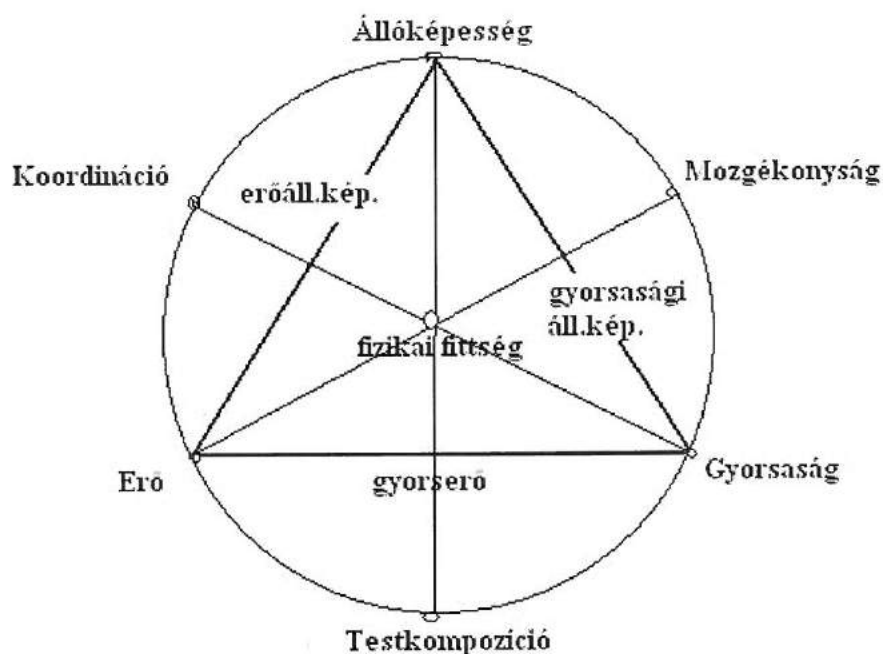 Állóképesség
Koordináció
Mozgékonyság
erőáll.kép.
gyorsasági
áll.kép.
fizikai fittség
Erő
gyorserő
Gyorsaság
Testkompozíció